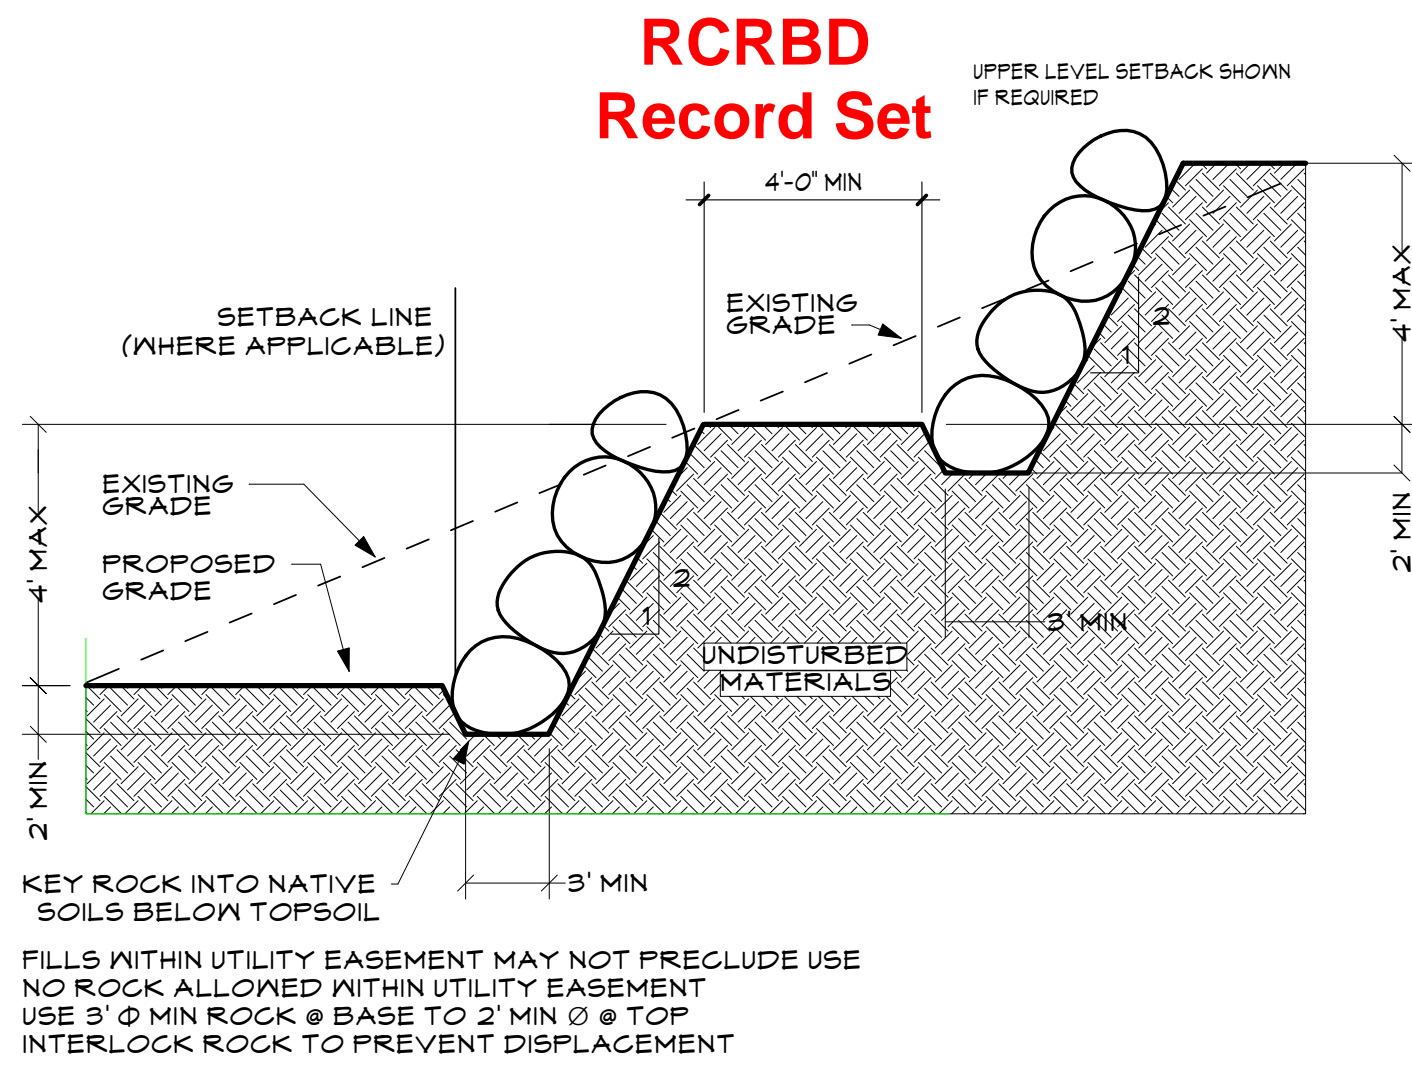 RCRBD
Record Set
UPPER LEVEL SETBACK SHOWN
IF REQUIRED
4'-0" MIN
SETBACK LINE
(WHERE APPLICABLE)
EXISTING
GRADE
2
1
4' MAX
2' MIN
EXISTING
GRADE
PROPOSED
GRADE
4' MAX
2' MIN
2
1
3' MIN
UNDISTURBED
MATERIALS
KEY ROCK INTO NATIVE
SOILS BELOW TOPSOIL
3' MIN
FILLS WITHIN UTILITY EASEMENT MAY NOT PRECLUDE USE
NO ROCK ALLOWED WITHIN UTILITY EASEMENT
USE 3' Φ MIN ROCK @ BASE TO 2' MIN Ø @ TOP
INTERLOCK ROCK TO PREVENT DISPLACEMENT